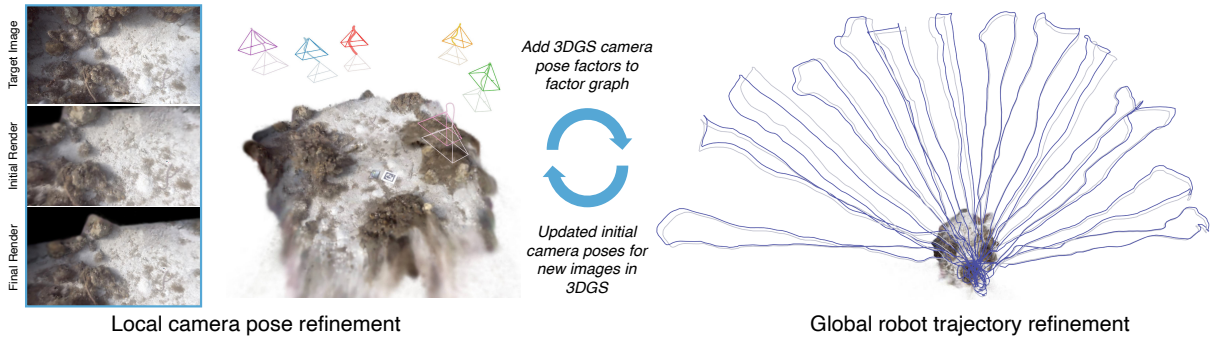 Target Image
Initial Render
Final Render
Add 3DGS camera
pose factors to
factor graph
Updated initial
camera poses for
new images in
3DGS
Local camera pose refinement
Global robot trajectory refinement